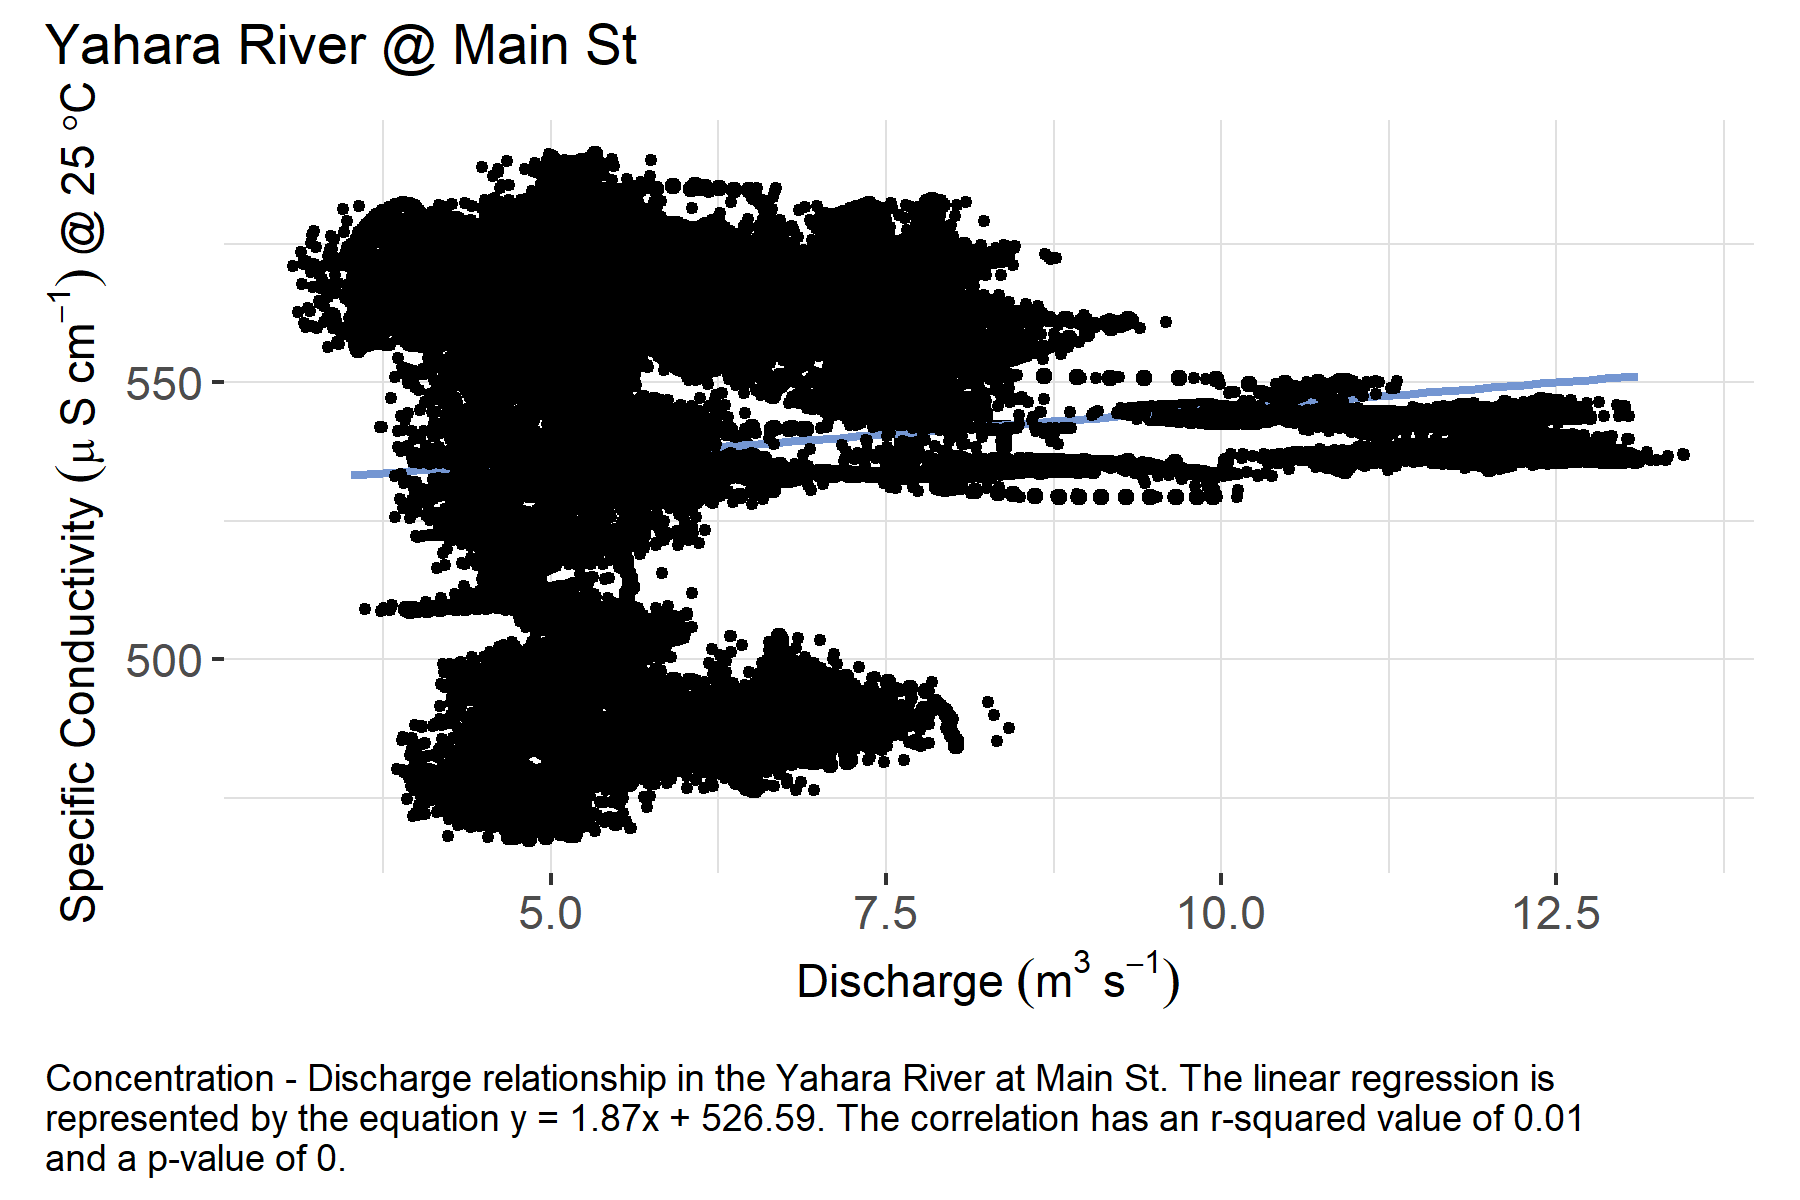 Yahara River @ Main St
Specific Conductivity (μ S cm⁻¹) @ 25 °C
550
500
5.0 7.5 10.0 12.5
Discharge (m³ s⁻¹)
Concentration - Discharge relationship in the Yahara River at Main St. The linear regression is
represented by the equation y = 1.87x + 526.59. The correlation has an r-squared value of 0.01
and a p-value of 0.